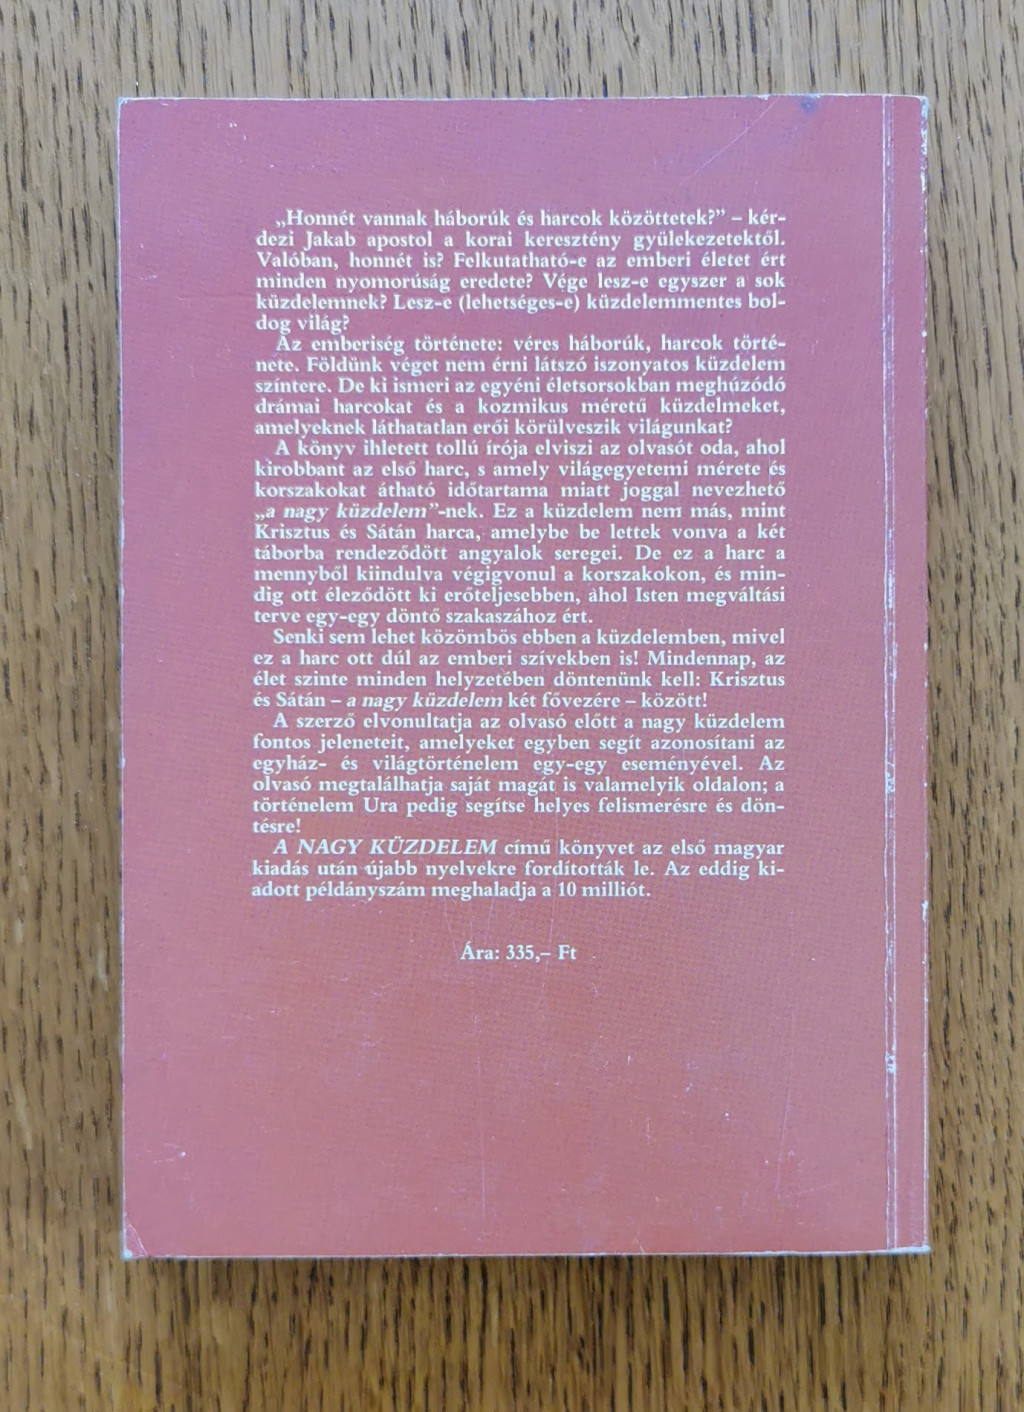 „Honnét vannak háborúk és harcok közöttetek?” – kér-
dezi Jakab apostol a korai keresztény gyülekezetektől.
Valóban, honnét is? Felkutatható-e az emberi életet ért
minden nyomorúság eredete? Vége lesz-e egyszer a sok
küzdelemnek? Lesz-e (lehetséges-e) küzdelemmentes bol-
dog világ?
Az emberiség története: véres háborúk, harcok törté-
nete. Földünk véget nem érni látszó iszonyatos küzdelem
színtere. De ki ismeri az egyéni életsorsokban meghúzódó
drámai harcokat és a kozmikus méretű küzdelmeket,
amelyeknek láthatatlan erői körülveszik világunkat?
A könyv ihletett tollú írója elviszi az olvasót oda, ahol
kirobbant az első harc, s amely világegyetemi mérete és
korszakokat átható időtartama miatt joggal nevezhető
„a nagy küzdelem”-nek. Ez a küzdelem nem más, mint
Krisztus és Sátán harca, amelybe be lettek vonva a két
táborba rendeződött angyalok seregei. De ez a harc a
mennyből kiindulva végigvonul a korszakokon, és min-
dig ott éleződött ki erőteljesebben, ahol Isten megváltási
terve egy-egy döntő szakaszához ért.
Senki sem lehet közömbös ebben a küzdelemben, mivel
ez a harc ott dúl az emberi szívekben is! Mindennap, az
élet szinte minden helyzetében döntenünk kell: Krisztus
és Sátán – a nagy küzdelem két fővezére – között!
A szerző elvonultatja az olvasó előtt a nagy küzdelem
fontos jeleneteit, amelyeket egyben segít azonosítani az
egyház- és világtörténelem egy-egy eseményével. Az
olvasó megtalálhatja saját magát is valamelyik oldalon; a
történelem Ura pedig segítse helyes felismerésre és dön-
tésre!
A NAGY KÜZDELEM című könyvet az első magyar
kiadás után újabb nyelvekre fordították le. Az eddig ki-
adott példányszám meghaladja a 10 milliót.
Ára: 335,– Ft